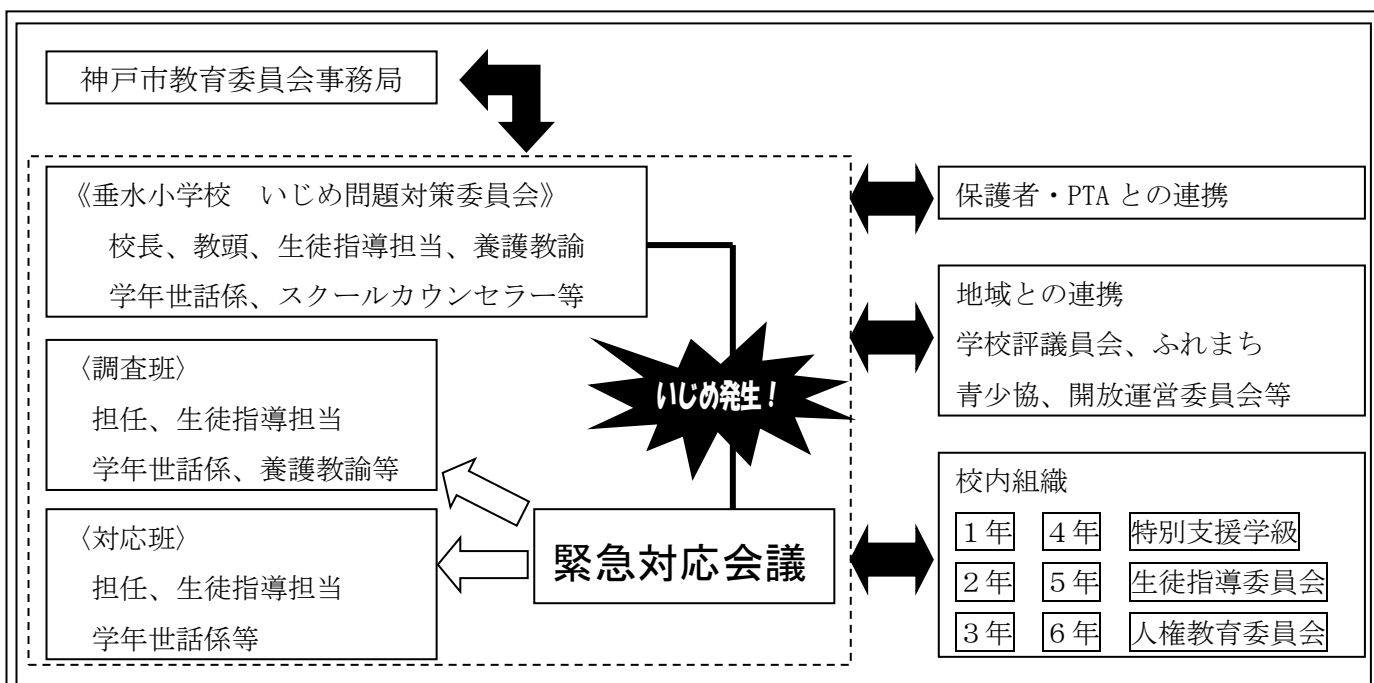 神戸市教育委員会事務局
《垂水小学校　いじめ問題対策委員会》
校長、教頭、生徒指導担当、養護教諭
学年世話係、スクールカウンセラー等
〈調査班〉
担任、生徒指導担当
学年世話係、養護教諭等
〈対応班〉
担任、生徒指導担当
学年世話係等
いじめ発生！
緊急対応会議
保護者・PTA との連携
地域との連携
学校評議員会、ふれまち
青少協、開放運営委員会等
校内組織
１年　４年　特別支援学級
２年　５年　生徒指導委員会
３年　６年　人権教育委員会